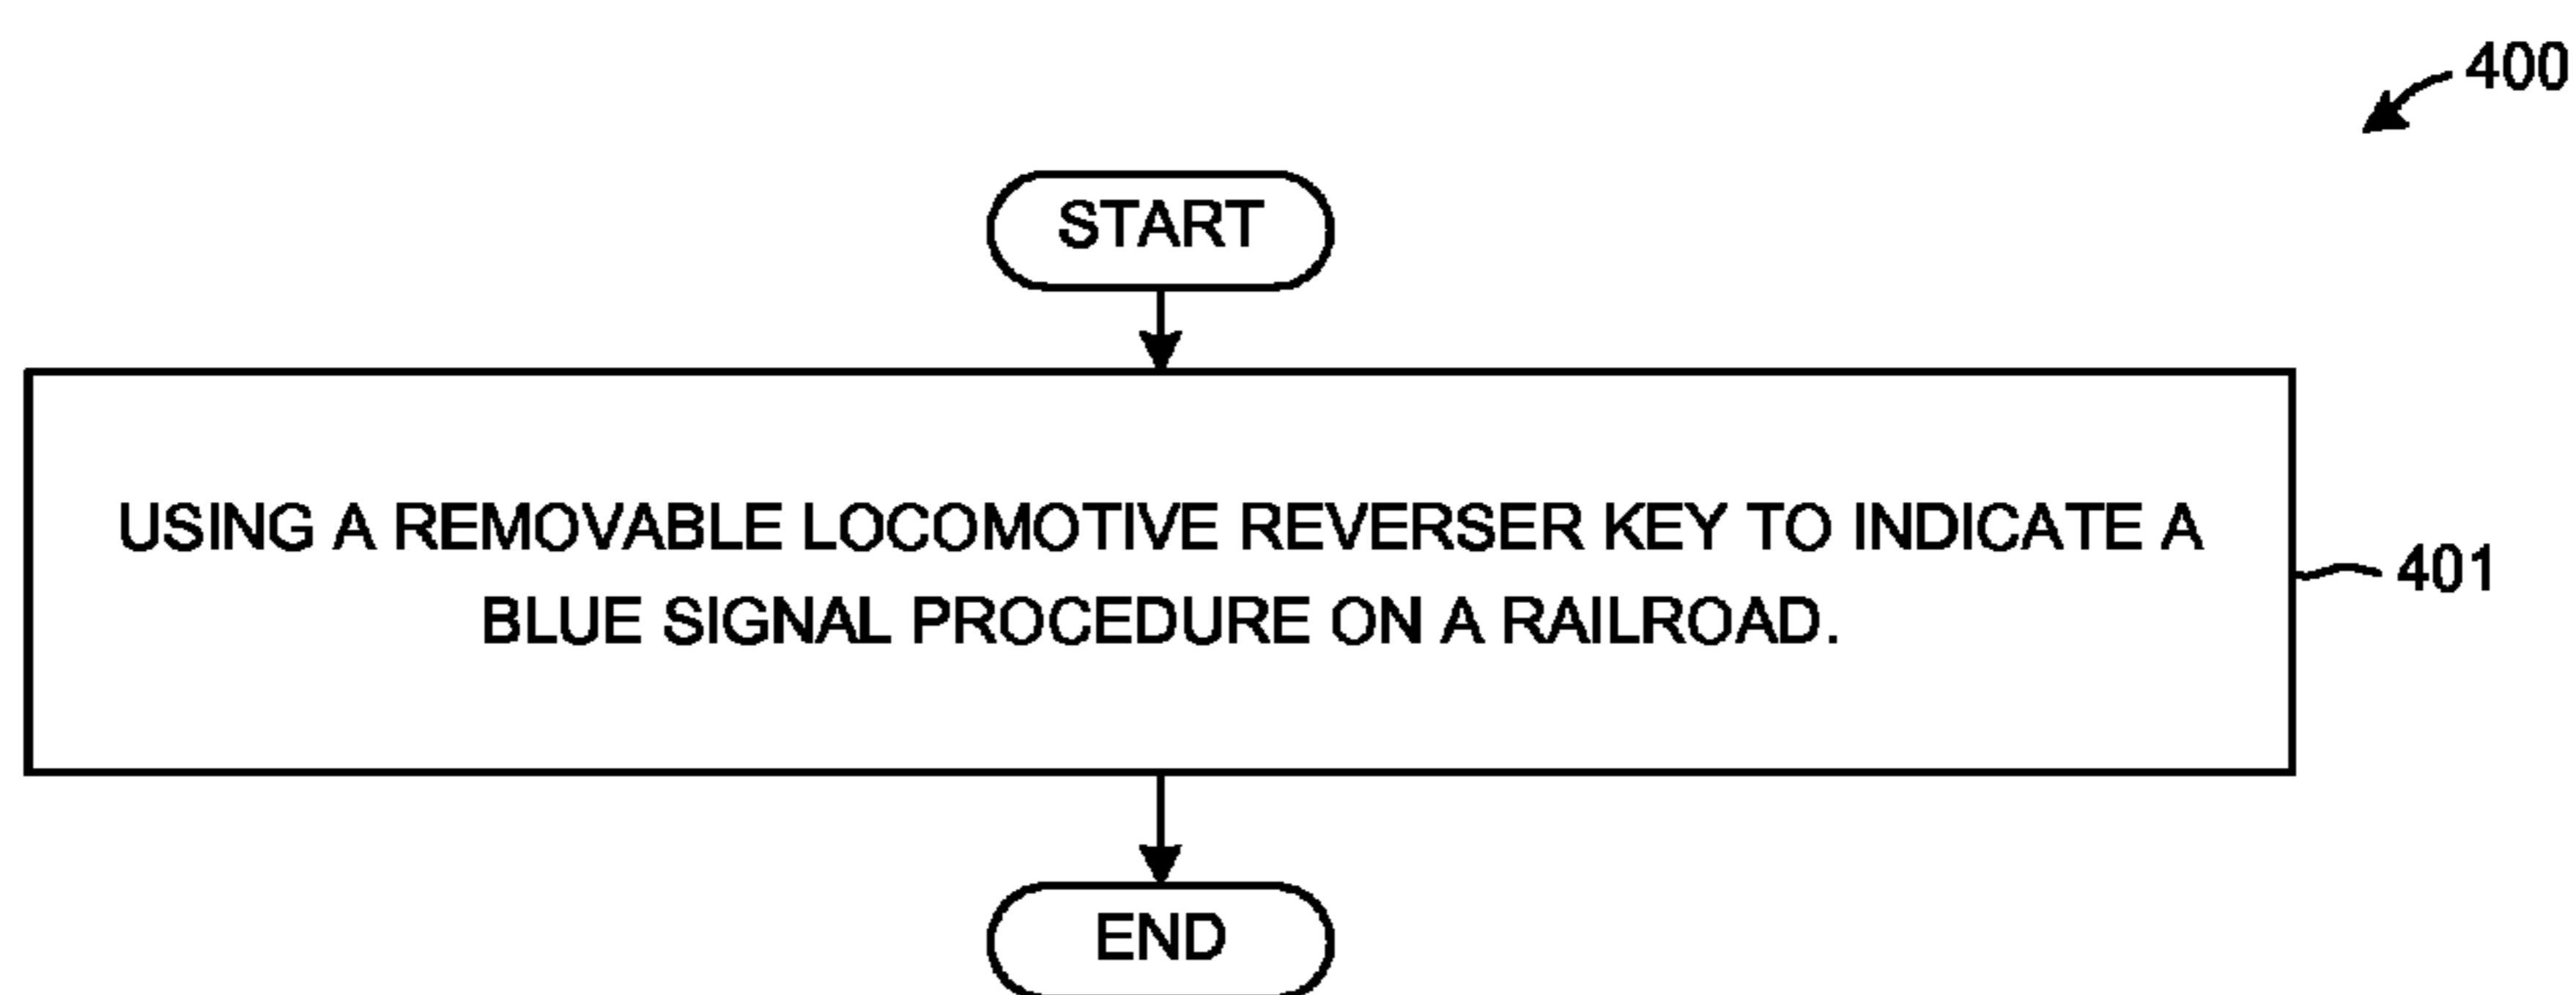 400
START
USING A REMOVABLE LOCOMOTIVE REVERSER KEY TO INDICATE A
BLUE SIGNAL PROCEDURE ON A RAILROAD.
401
END